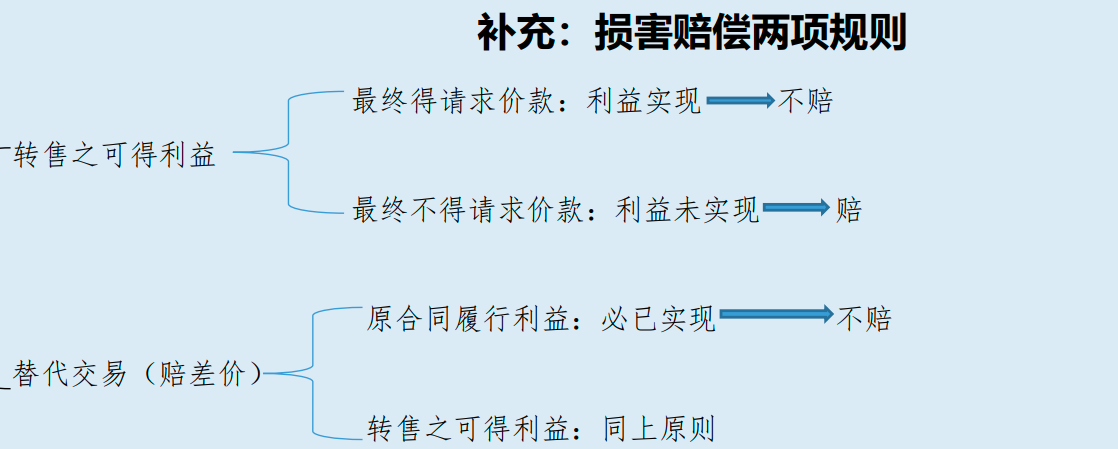 补充：损害赔偿两项规则
最终得请求价款：利益实现 不赔
转售之可得利益
最终不得请求价款：利益未实现 赔
原合同履行利益：必已实现 不赔
替代交易（赔差价）
转售之可得利益：同上原则